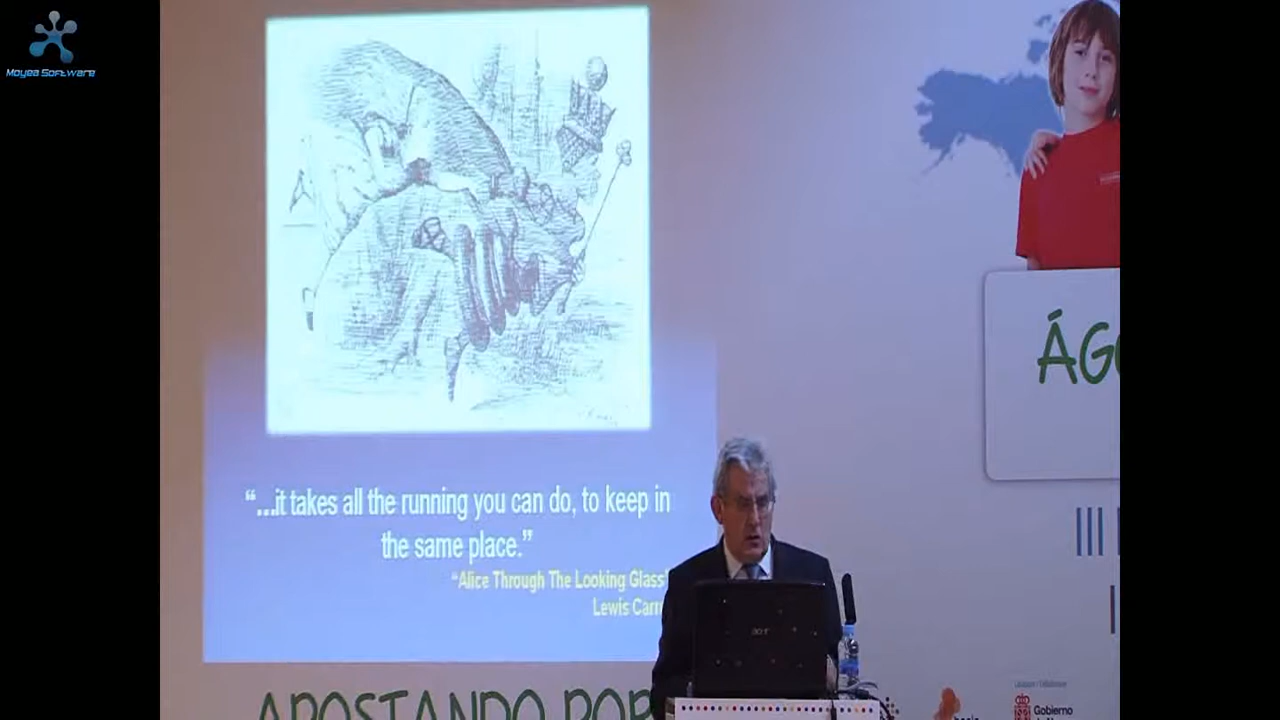 Moyea Software
“...it takes all the running you can do, to keep in
the same place.”
“Alice Through The Looking Glass”
Lewis Carr
ÁG
III
acer
APOSTANDO POR
Gobierno